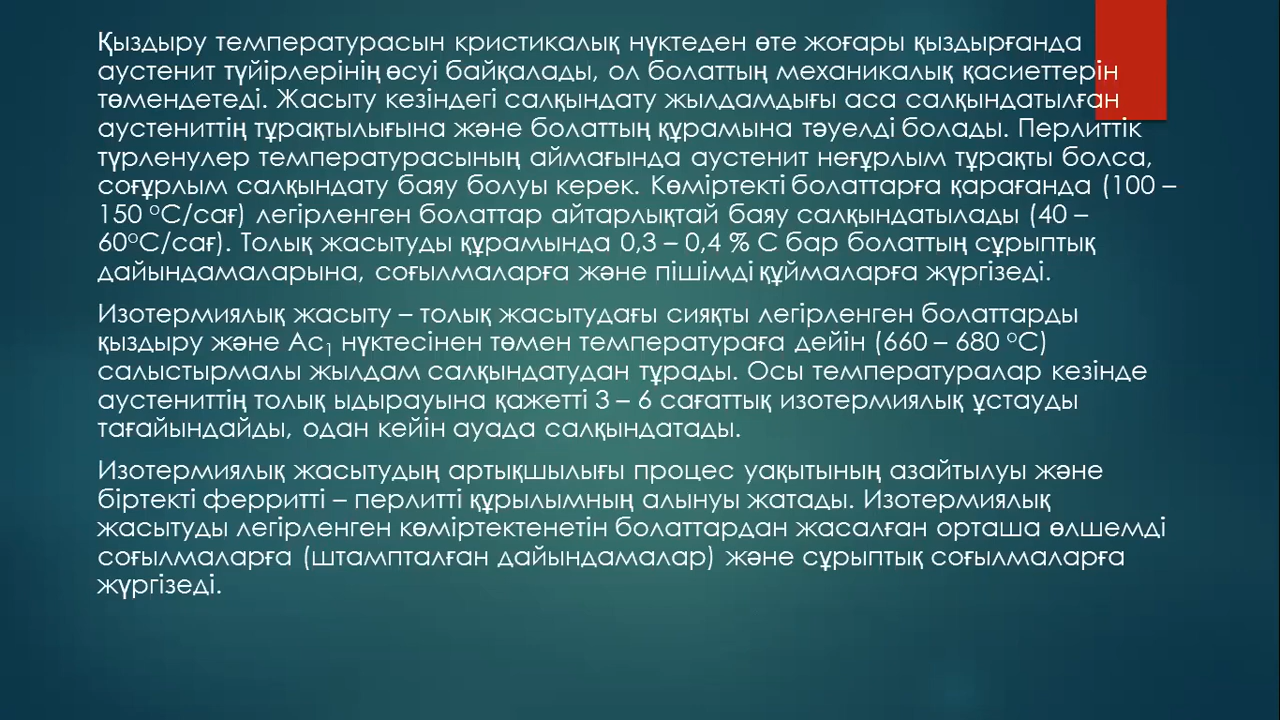 Қыздыру температурасын кристикалық нүктеден өте жоғары қыздырғанда
аустенит түйірлерінің өсуі байқалады, ол болаттың механикалық қасиеттерін
төмендетеді. Жасыту кезіндегі салқындату жылдамдығы аса салқындатылған
аустениттің тұрақтылығына және болаттың құрамына тәуелді болады. Перлиттік
түрленулер температурасының аймағында аустенит неғұрлым тұрақты болса,
соғұрлым салқындату баяу болуы керек. Көміртекті болаттарға қарағанда (100 –
150 ºС/сағ) легірленген болаттар айтарлықтай баяу салқындатылады (40 –
60ºС/сағ). Толық жасытуды құрамында 0,3 – 0,4 % С бар болаттың сұрыптық
дайындамаларына, соғылмаларға және пішімді құймаларға жүргізеді.
Изотермиялық жасыту – толық жасытудағы сияқты легірленген болаттарды
қыздыру және Ас₁ нүктесінен төмен температураға дейін (660 – 680 ºС)
салыстырмалы жылдам салқындатудан тұрады. Осы температуралар кезінде
аустениттің толық ыдырауына қажетті 3 – 6 сағаттық изотермиялық ұстауды
тағайындайды, одан кейін ауада салқындатады.
Изотермиялық жасытудың артықшылығы процес уақытының азайтылуы және
біртекті ферритті – перлитті құрылымның алынуы жатады. Изотермиялық
жасытуды легірленген көміртектенетін болаттардан жасалған орташа өлшемді
соғылмаларға (штампталған дайындамалар) және сұрыптық соғылмаларға
жүргізеді.